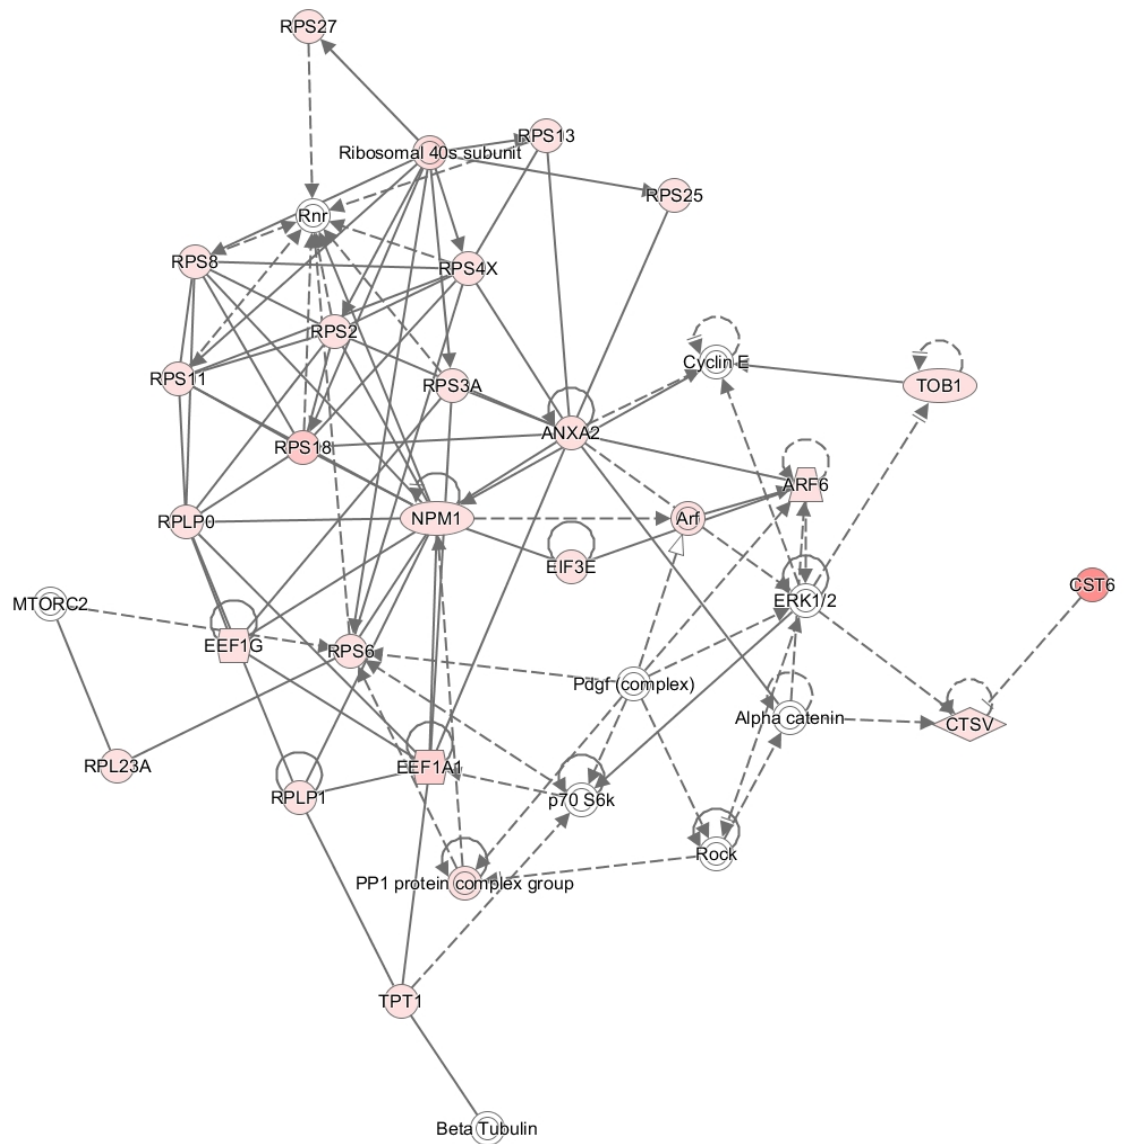 RPS27
RPS13
Ribosomal 40s subunit
RPS25
Rnr
RPS8
RPS4X
RPS2
Cyclin E
RPS11
RPS3A
TOB1
ANXA2
RPS18
ARF6
RPLP0
NPM1
Arf
EIF3E
CST6
MTORC2
ERK1/2
EEF1G
RPS6
Pdgf (complex)
Alpha catenin
CTSV
RPL23A
EEF1A1
RPLP1
p70 S6k
Rock
PP1 protein complex group
TPT1
Beta Tubulin